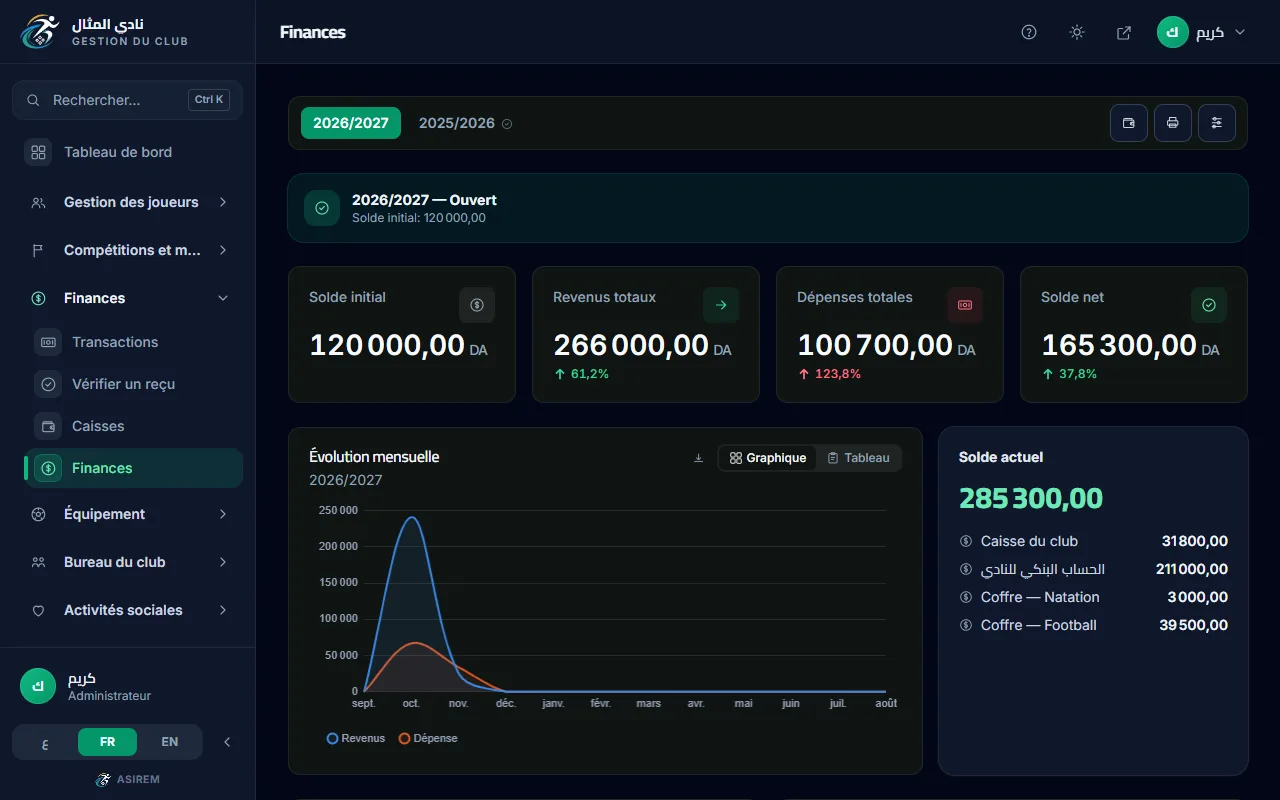 نادي المثال
GESTION DU CLUB
Rechercher...
Ctrl K
Tableau de bord
Gestion des joueurs
Compétitions et m...
Finances
Transactions
Vérifier un reçu
Caisses
Finances
Équipement
Bureau du club
Activités sociales
ك
كريم
Administrateur
ع
FR
EN
ASIREM
Finances
ك
كريم
2026/2027
2025/2026
2026/2027 — Ouvert
Solde initial: 120 000,00
Solde initial
120 000,00 DA
Revenus totaux
266 000,00 DA
61,2%
Dépenses totales
100 700,00 DA
123,8%
Solde net
165 300,00 DA
37,8%
Évolution mensuelle
2026/2027
Graphique
Tableau
250 000
200 000
150 000
100 000
50 000
0
sept. oct. nov. déc. janv. févr. mars avr. mai juin juil. août
Revenus Dépense
Solde actuel
285 300,00
Caisse du club 31 800,00
الحساب البنكي للنادي 211 000,00
Coffre — Natation 3 000,00
Coffre — Football 39 500,00